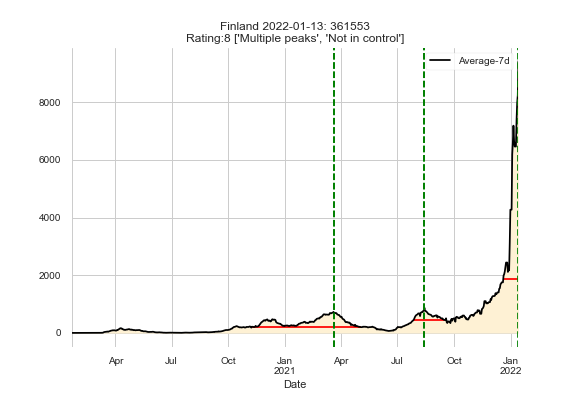 Finland 2022-01-13: 361553
Rating:8 ['Multiple peaks', 'Not in control']
Average-7d
8000
6000
4000
2000
0
Apr Jul Oct Jan Apr Jul Oct Jan
2021 2022
Date